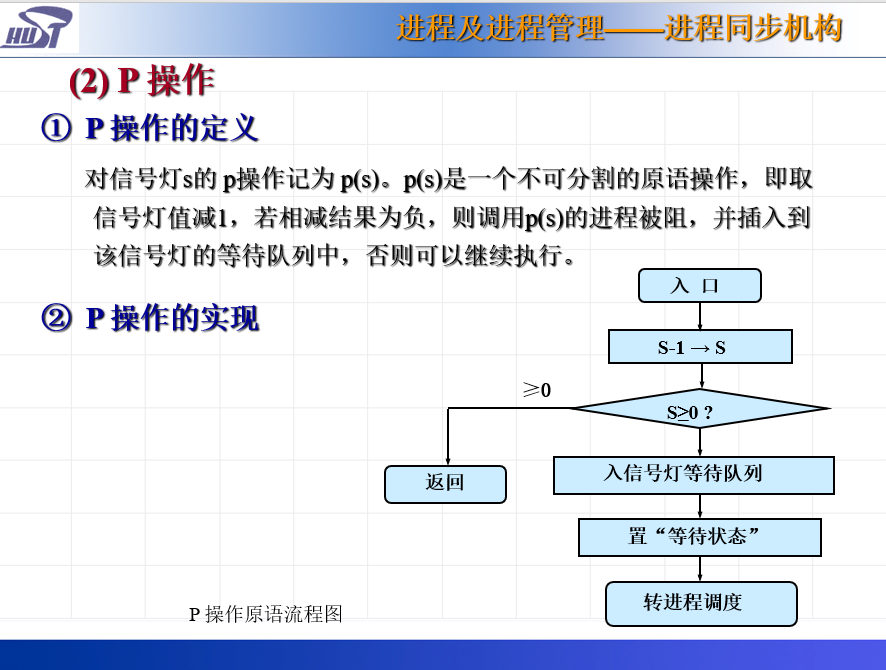 HUST
进程及进程管理——进程同步机构
(2) P 操作
① P 操作的定义
对信号灯s的 p操作记为 p(s)。p(s)是一个不可分割的原语操作，即取
信号灯值减1，若相减结果为负，则调用p(s)的进程被阻，并插入到
该信号灯的等待队列中，否则可以继续执行。
② P 操作的实现
入 口
S-1 → S
≥0
S≥0 ?
返回
入信号灯等待队列
置“等待状态”
转进程调度
P 操作原语流程图